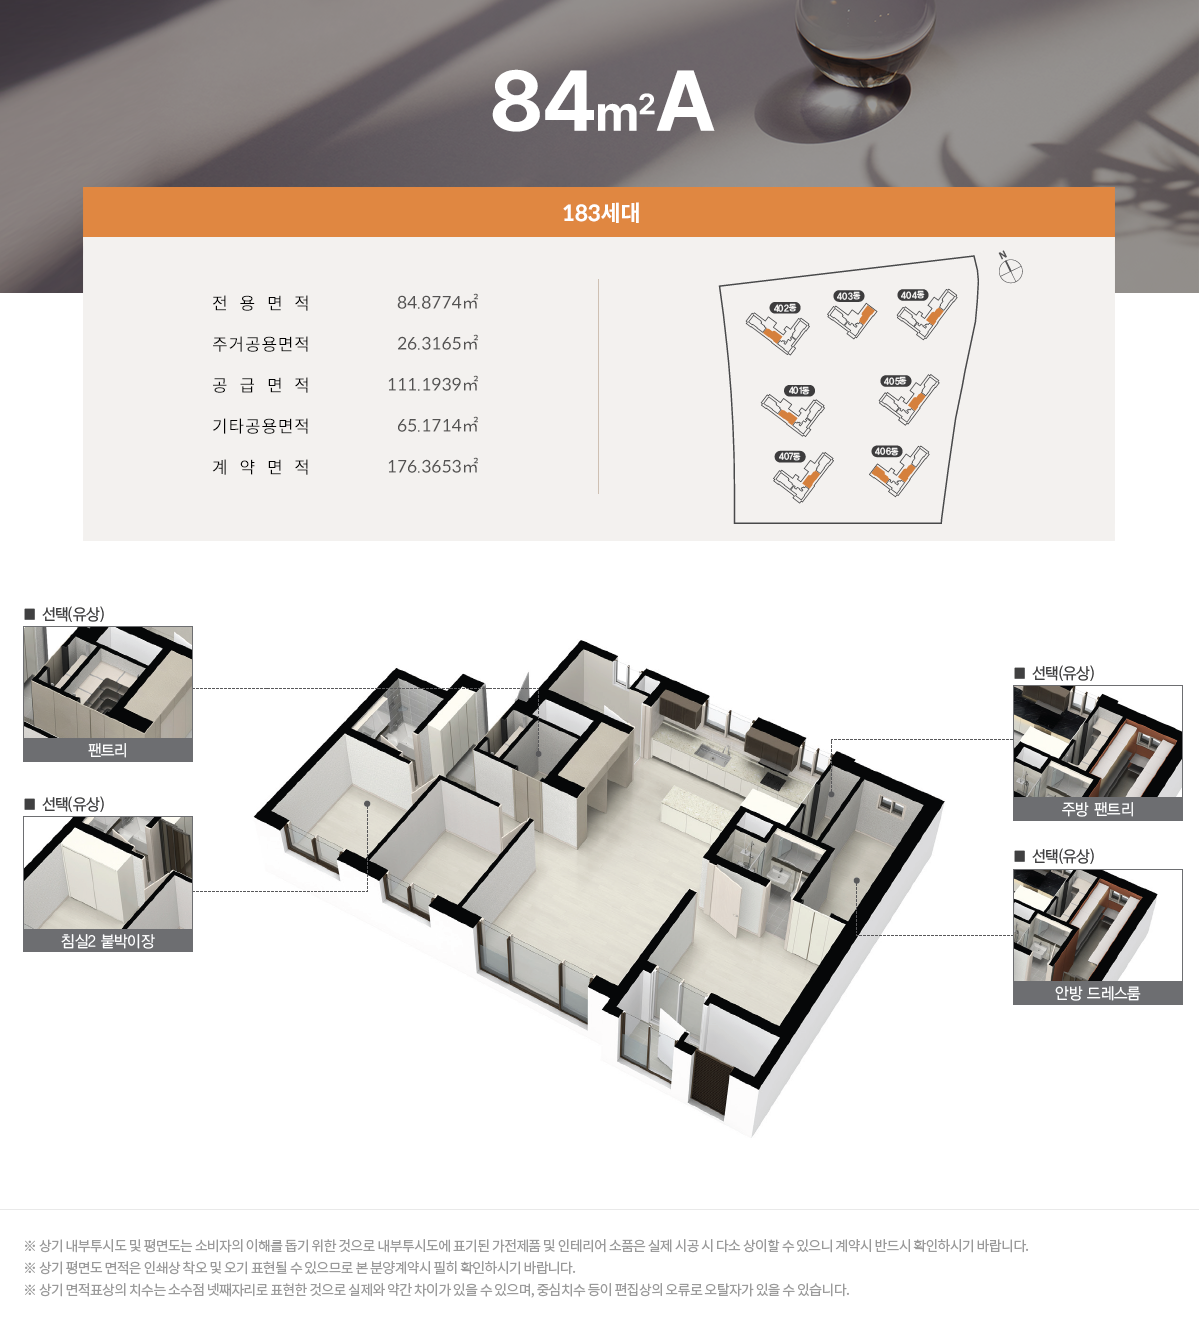 84m²A
183세대
전 용 면 적 84.8774㎡
주거공용면적 26.3165㎡
공 급 면 적 111.1939㎡
기타공용면적 65.1714㎡
계 약 면 적 176.3653㎡
N
402동
403동
404동
401동
405동
407동
406동
■ 선택(유상)
팬트리
■ 선택(유상)
침실2 붙박이장
■ 선택(유상)
주방 팬트리
■ 선택(유상)
안방 드레스룸
※ 상기 내부투시도 및 평면도는 소비자의 이해를 돕기 위한 것으로 내부투시도에 표기된 가전제품 및 인테리어 소품은 실제 시공 시 다소 상이할 수 있으니 계약시 반드시 확인하시기 바랍니다.
※ 상기 평면도 면적은 인쇄상 착오 및 오기 표현될 수 있으므로 본 분양계약시 필히 확인하시기 바랍니다.
※ 상기 면적표상의 치수는 소수점 넷째자리로 표현한 것으로 실제와 약간 차이가 있을 수 있으며, 중심치수 등이 편집상의 오류로 오탈자가 있을 수 있습니다.